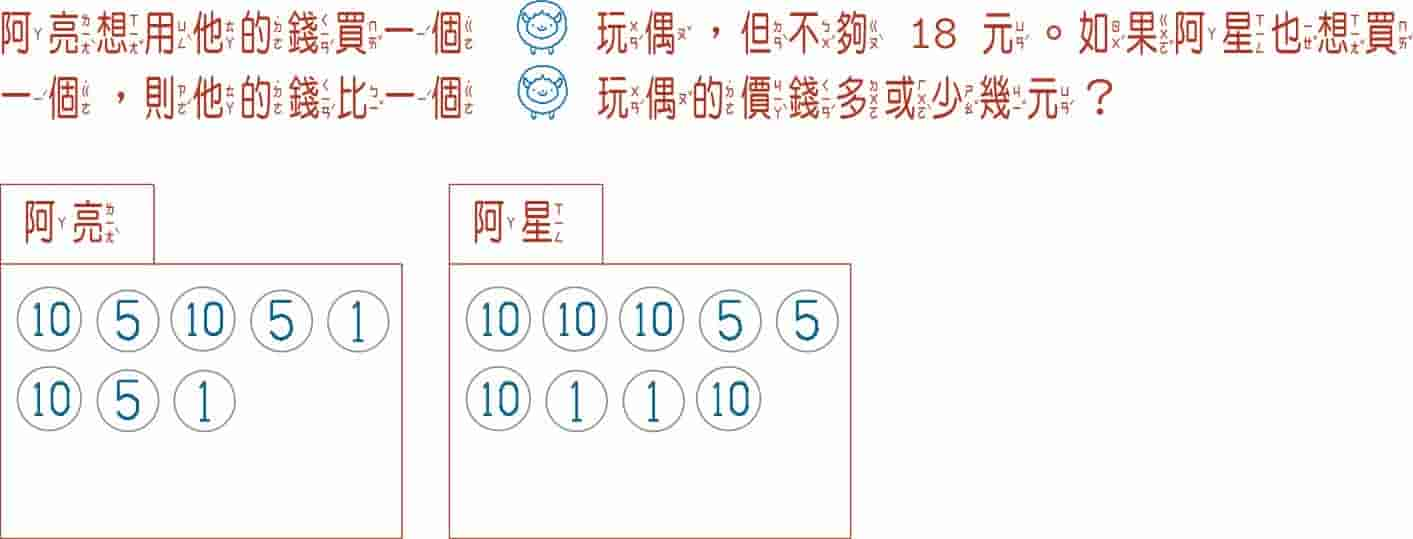 阿亮想用他的錢買一個 玩偶，但不夠 18 元。如果阿星也想買
一個，則他的錢比一個 玩偶的價錢多或少幾元？
阿亮
阿星
10 5 10 5 1
10 5 1
10 10 10 5 5
10 1 1 10